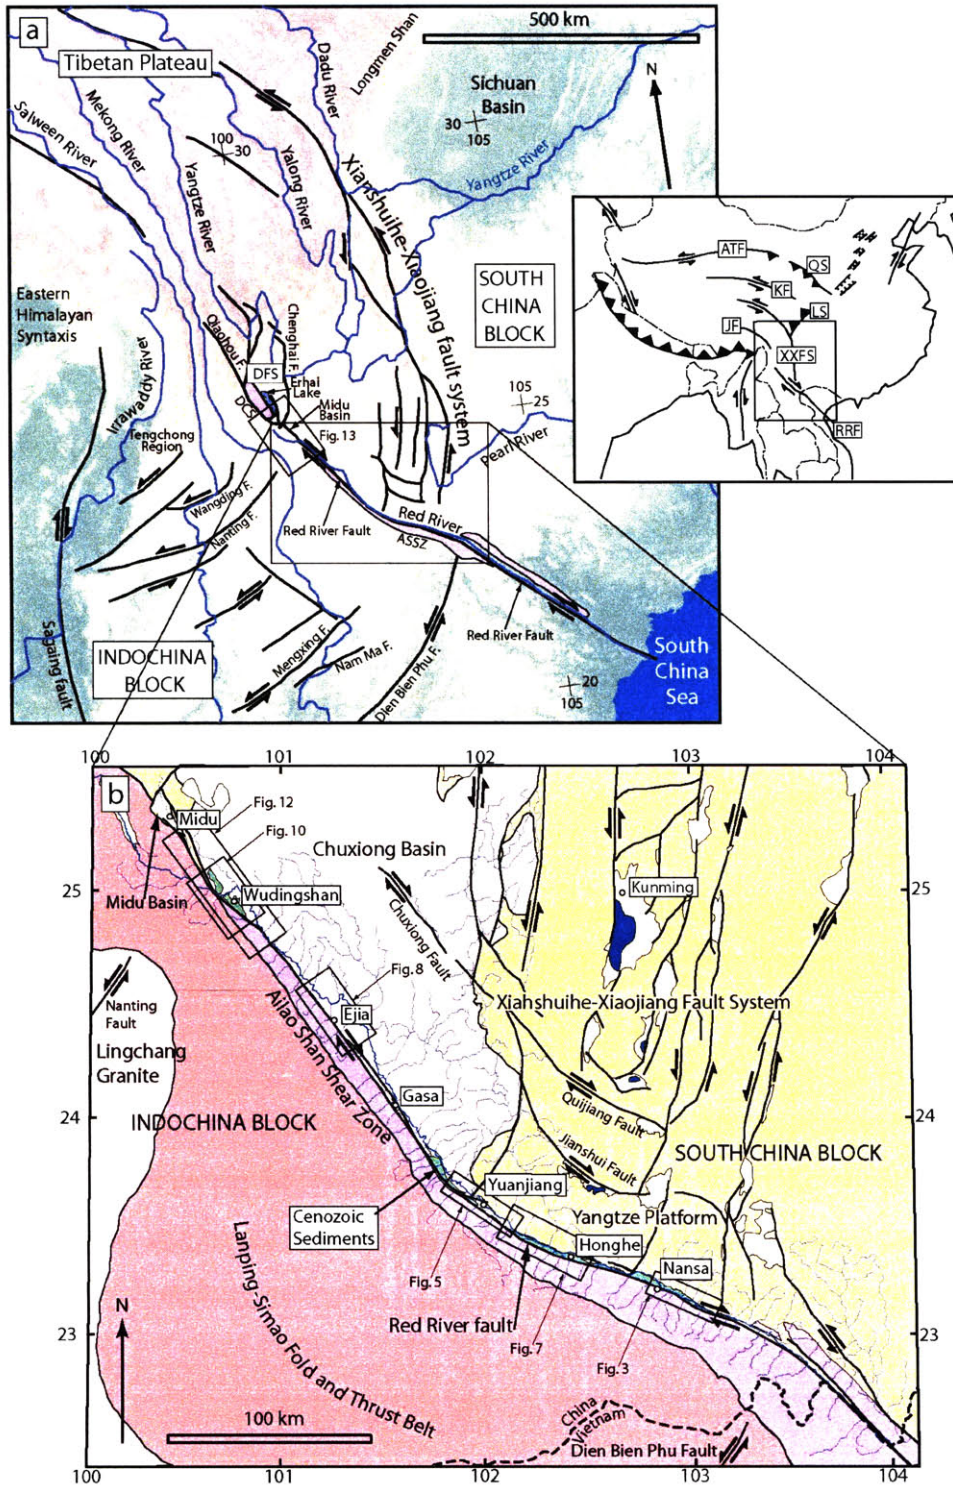 a
500 km
Tibetan Plateau
Dadu River
Longmen Shan
Sichuan
Basin
30
105
N
Salween River
Mekong River
Yangtze River
100
30
Yalong River
Xianshuihe-Xiaojiang fault system
Yangtze River
SOUTH
CHINA
BLOCK
Eastern
Himalayan
Syntaxis
Irrawaddy River
Qiaohou F.
Chenghai F.
DFS
Erhai
Lake
DCS
Midu
Basin
Fig. 13
105
25
Pearl River
Tengchong
Region
Wangding F.
Nanting F.
Red River Fault
Red River
ASSZ
Red River Fault
Sagaing fault
INDOCHINA
BLOCK
Mengxing F.
Nam Ma F.
Dien Bien Phu F.
20
105
South
China
Sea
ATF
QS
KF
LS
JF
XXFS
RRF
100
101
102
103
104
b
Fig. 12
Midu
Fig. 10
Chuxiong Basin
25
25
Midu Basin
Wudingshan
Chuxiong Fault
Kunming
Fig. 8
Nanting
Fault
Ejia
Xianshuihe-Xiaojiang Fault System
Lingchang
Granite
Ailao Shan Shear Zone
Gasa
Qujiang Fault
24
24
INDOCHINA BLOCK
Jianshui Fault
SOUTH CHINA BLOCK
Yuanjiang
Cenozoic
Sediments
Yangtze Platform
Honghe
Nansa
Fig. 5
Red River fault
Fig. 7
Fig. 3
N
23
23
Lanping-Simao Fold and Thrust Belt
100 km
China
Vietnam
Dien Bien Phu Fault
100
101
102
103
104